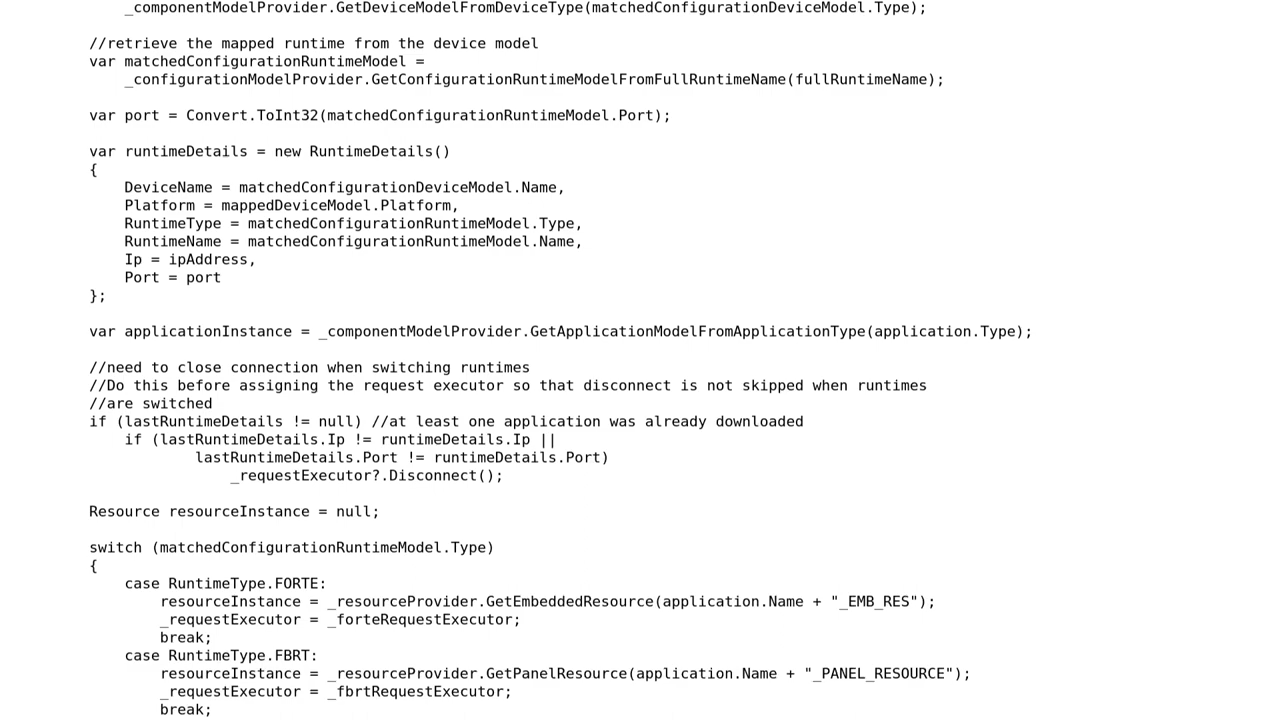 _componentModelProvider.GetDeviceModelFromDeviceType(matchedConfigurationDeviceModel.Type);
//retrieve the mapped runtime from the device model
var matchedConfigurationRuntimeModel =
_configurationModelProvider.GetConfigurationRuntimeModelFromFullRuntimeName(fullRuntimeName);
var port = Convert.ToInt32(matchedConfigurationRuntimeModel.Port);
var runtimeDetails = new RuntimeDetails()
{
DeviceName = matchedConfigurationDeviceModel.Name,
Platform = mappedDeviceModel.Platform,
RuntimeType = matchedConfigurationRuntimeModel.Type,
RuntimeName = matchedConfigurationRuntimeModel.Name,
Ip = ipAddress,
Port = port
};
var applicationInstance = _componentModelProvider.GetApplicationModelFromApplicationType(application.Type);
//need to close connection when switching runtimes
//Do this before assigning the request executor so that disconnect is not skipped when runtimes
//are switched
if (lastRuntimeDetails != null) //at least one application was already downloaded
if (lastRuntimeDetails.Ip != runtimeDetails.Ip ||
lastRuntimeDetails.Port != runtimeDetails.Port)
_requestExecutor?.Disconnect();
Resource resourceInstance = null;
switch (matchedConfigurationRuntimeModel.Type)
{
case RuntimeType.FORTE:
resourceInstance = _resourceProvider.GetEmbeddedResource(application.Name + "_EMB_RES");
_requestExecutor = _forteRequestExecutor;
break;
case RuntimeType.FBRT:
resourceInstance = _resourceProvider.GetPanelResource(application.Name + "_PANEL_RESOURCE");
_requestExecutor = _fbrtRequestExecutor;
break;